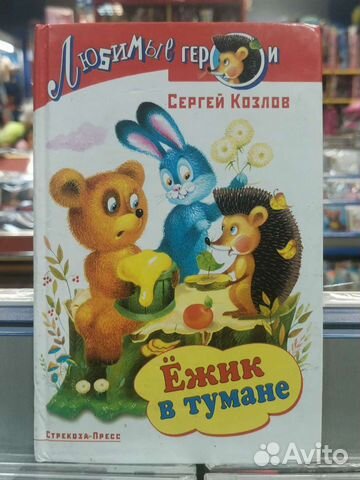 Любимые герои
Сергей Козлов
Ёжик
в тумане
Стрекоза-Пресс
Avito